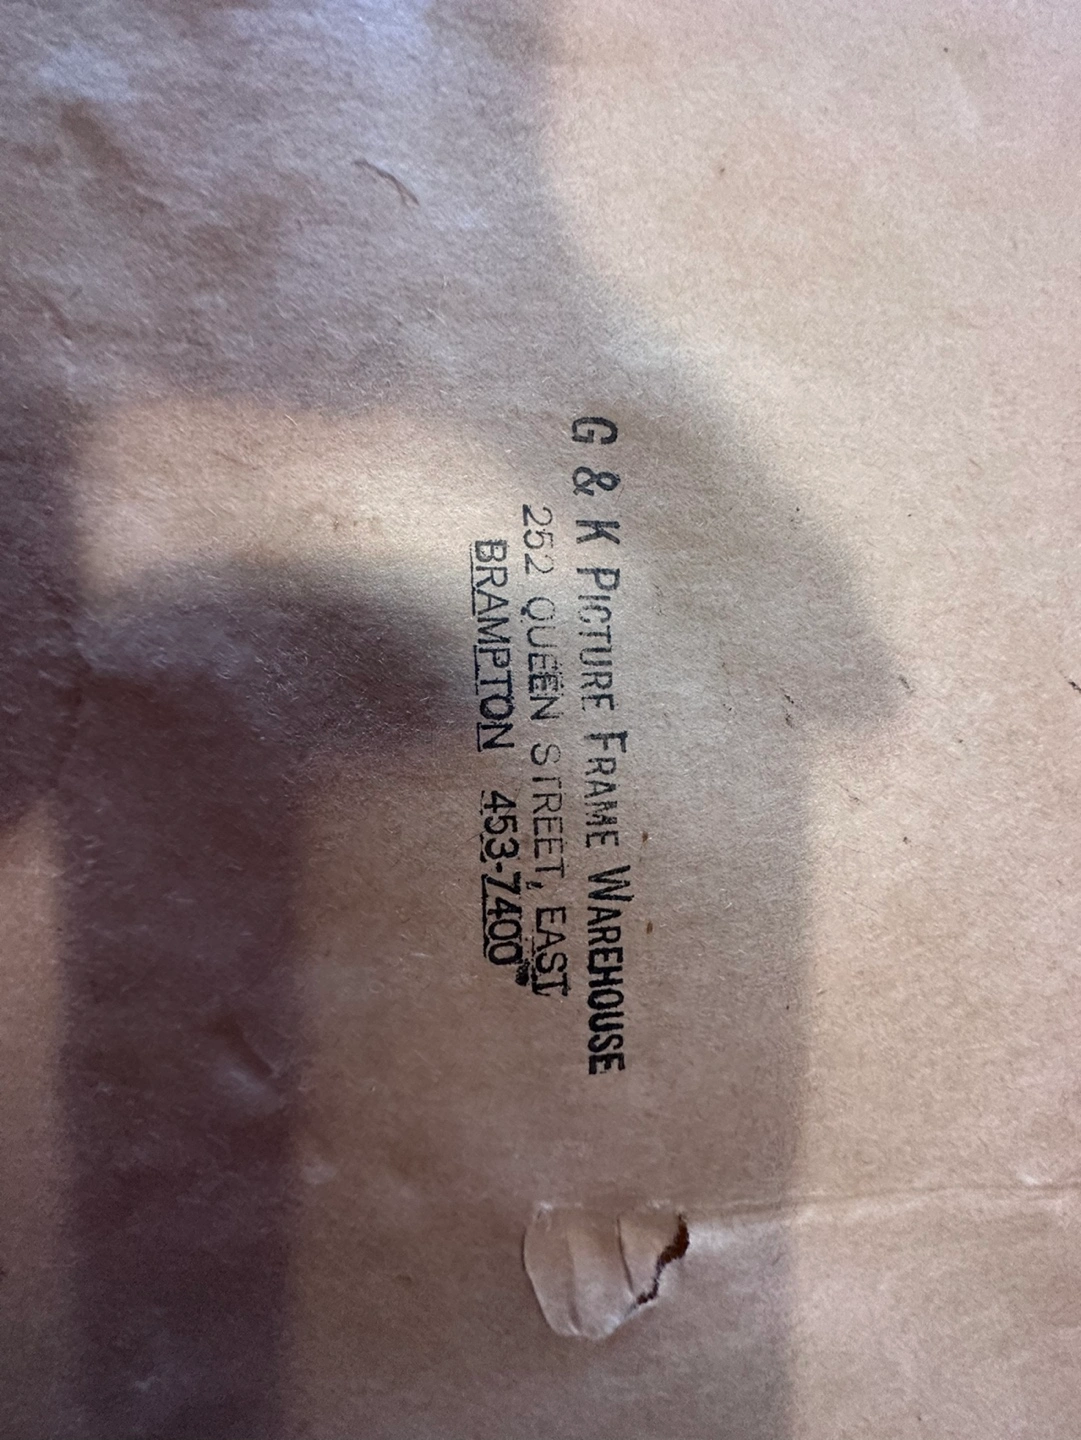 G & K PICTURE FRAME WAREHOUSE
252 QUEEN STREET, EAST
BRAMPTON 453-7400